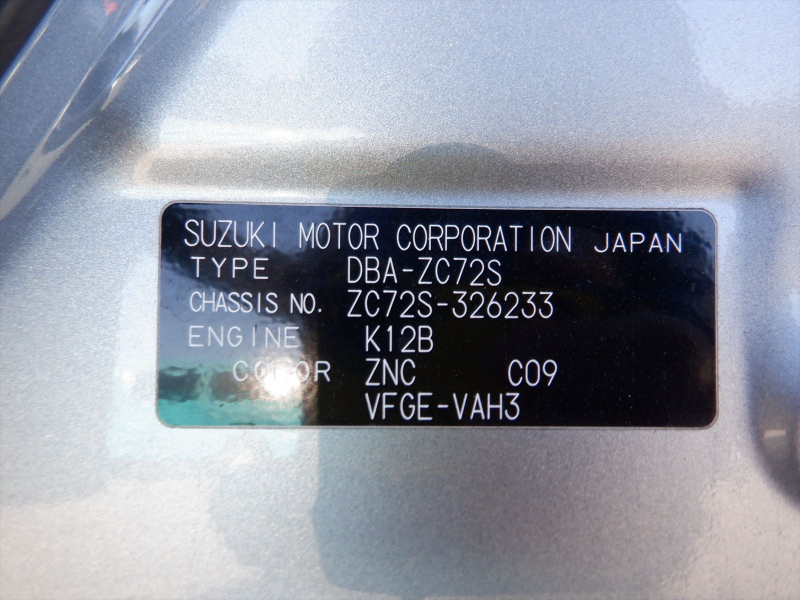 SUZUKI MOTOR CORPORATION JAPAN
TYPE DBA-ZC72S
CHASSIS NO. ZC72S-326233
ENGINE K12B
COLOR ZNC C09
VFGE-VAH3